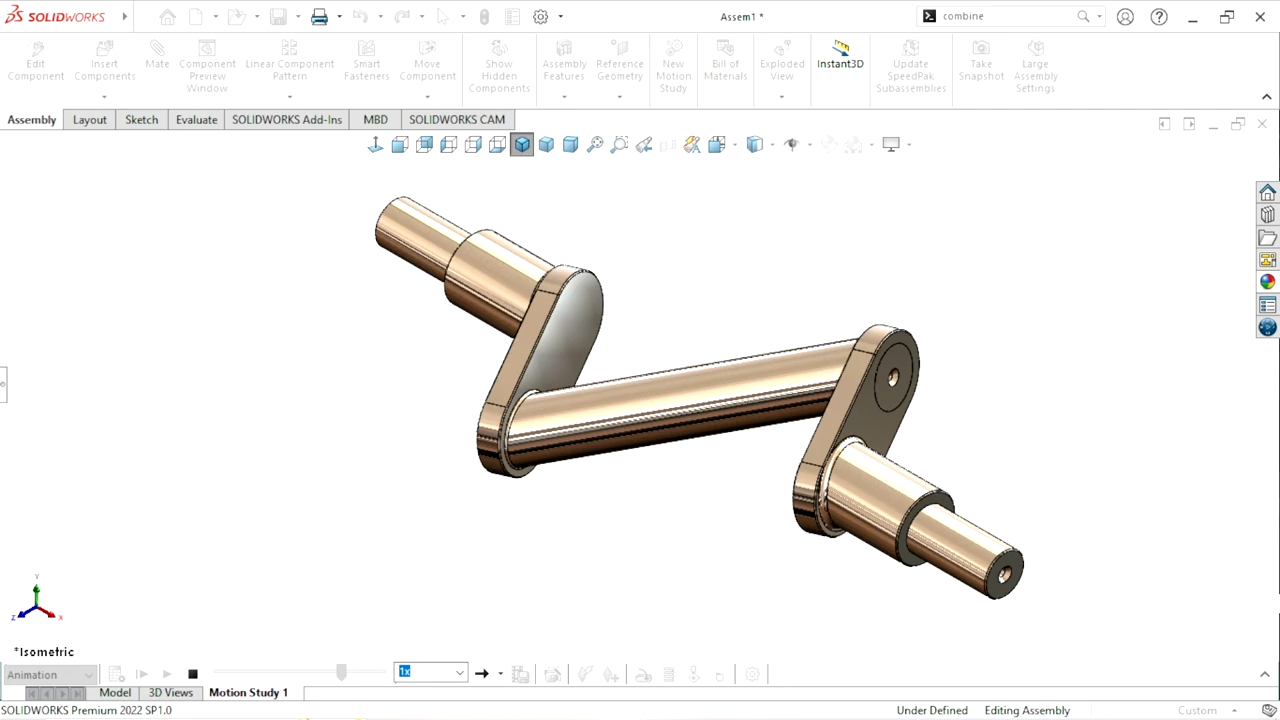 SOLIDWORKS
Assem1 *
combine
Edit Component
Insert Components
Mate
Component Preview Window
Linear Component Pattern
Smart Fasteners
Move Component
Show Hidden Components
Assembly Features
Reference Geometry
New Motion Study
Bill of Materials
Exploded View
Instant3D
Update SpeedPak Subassemblies
Take Snapshot
Large Assembly Settings
Assembly
Layout
Sketch
Evaluate
SOLIDWORKS Add-Ins
MBD
SOLIDWORKS CAM
Y
Z
X
*Isometric
Animation
1x
Model
3D Views
Motion Study 1
SOLIDWORKS Premium 2022 SP1.0
Under Defined
Editing Assembly
Custom